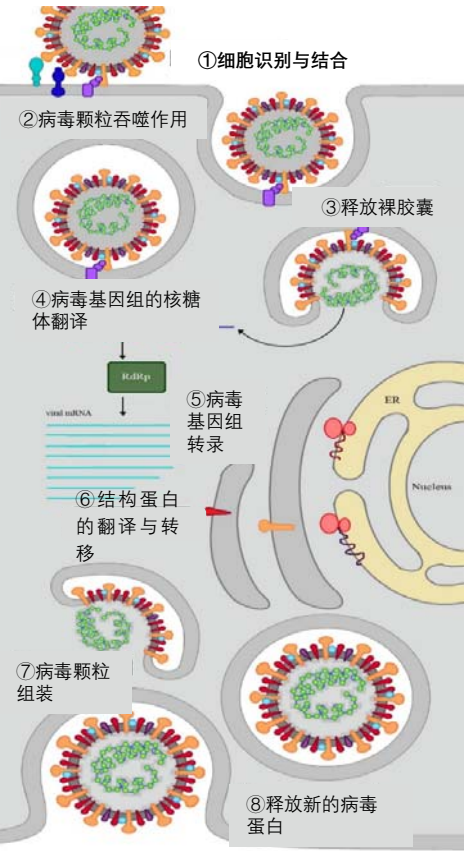 ①细胞识别与结合
②病毒颗粒吞噬作用
③释放裸胶囊
④病毒基因组的核糖
体翻译
RdRp
viral mRNA
⑤病毒
基因组
转录
ER
Nucleus
⑥结构蛋白
的翻译与转
移
⑦病毒颗粒
组装
⑧释放新的病毒
蛋白